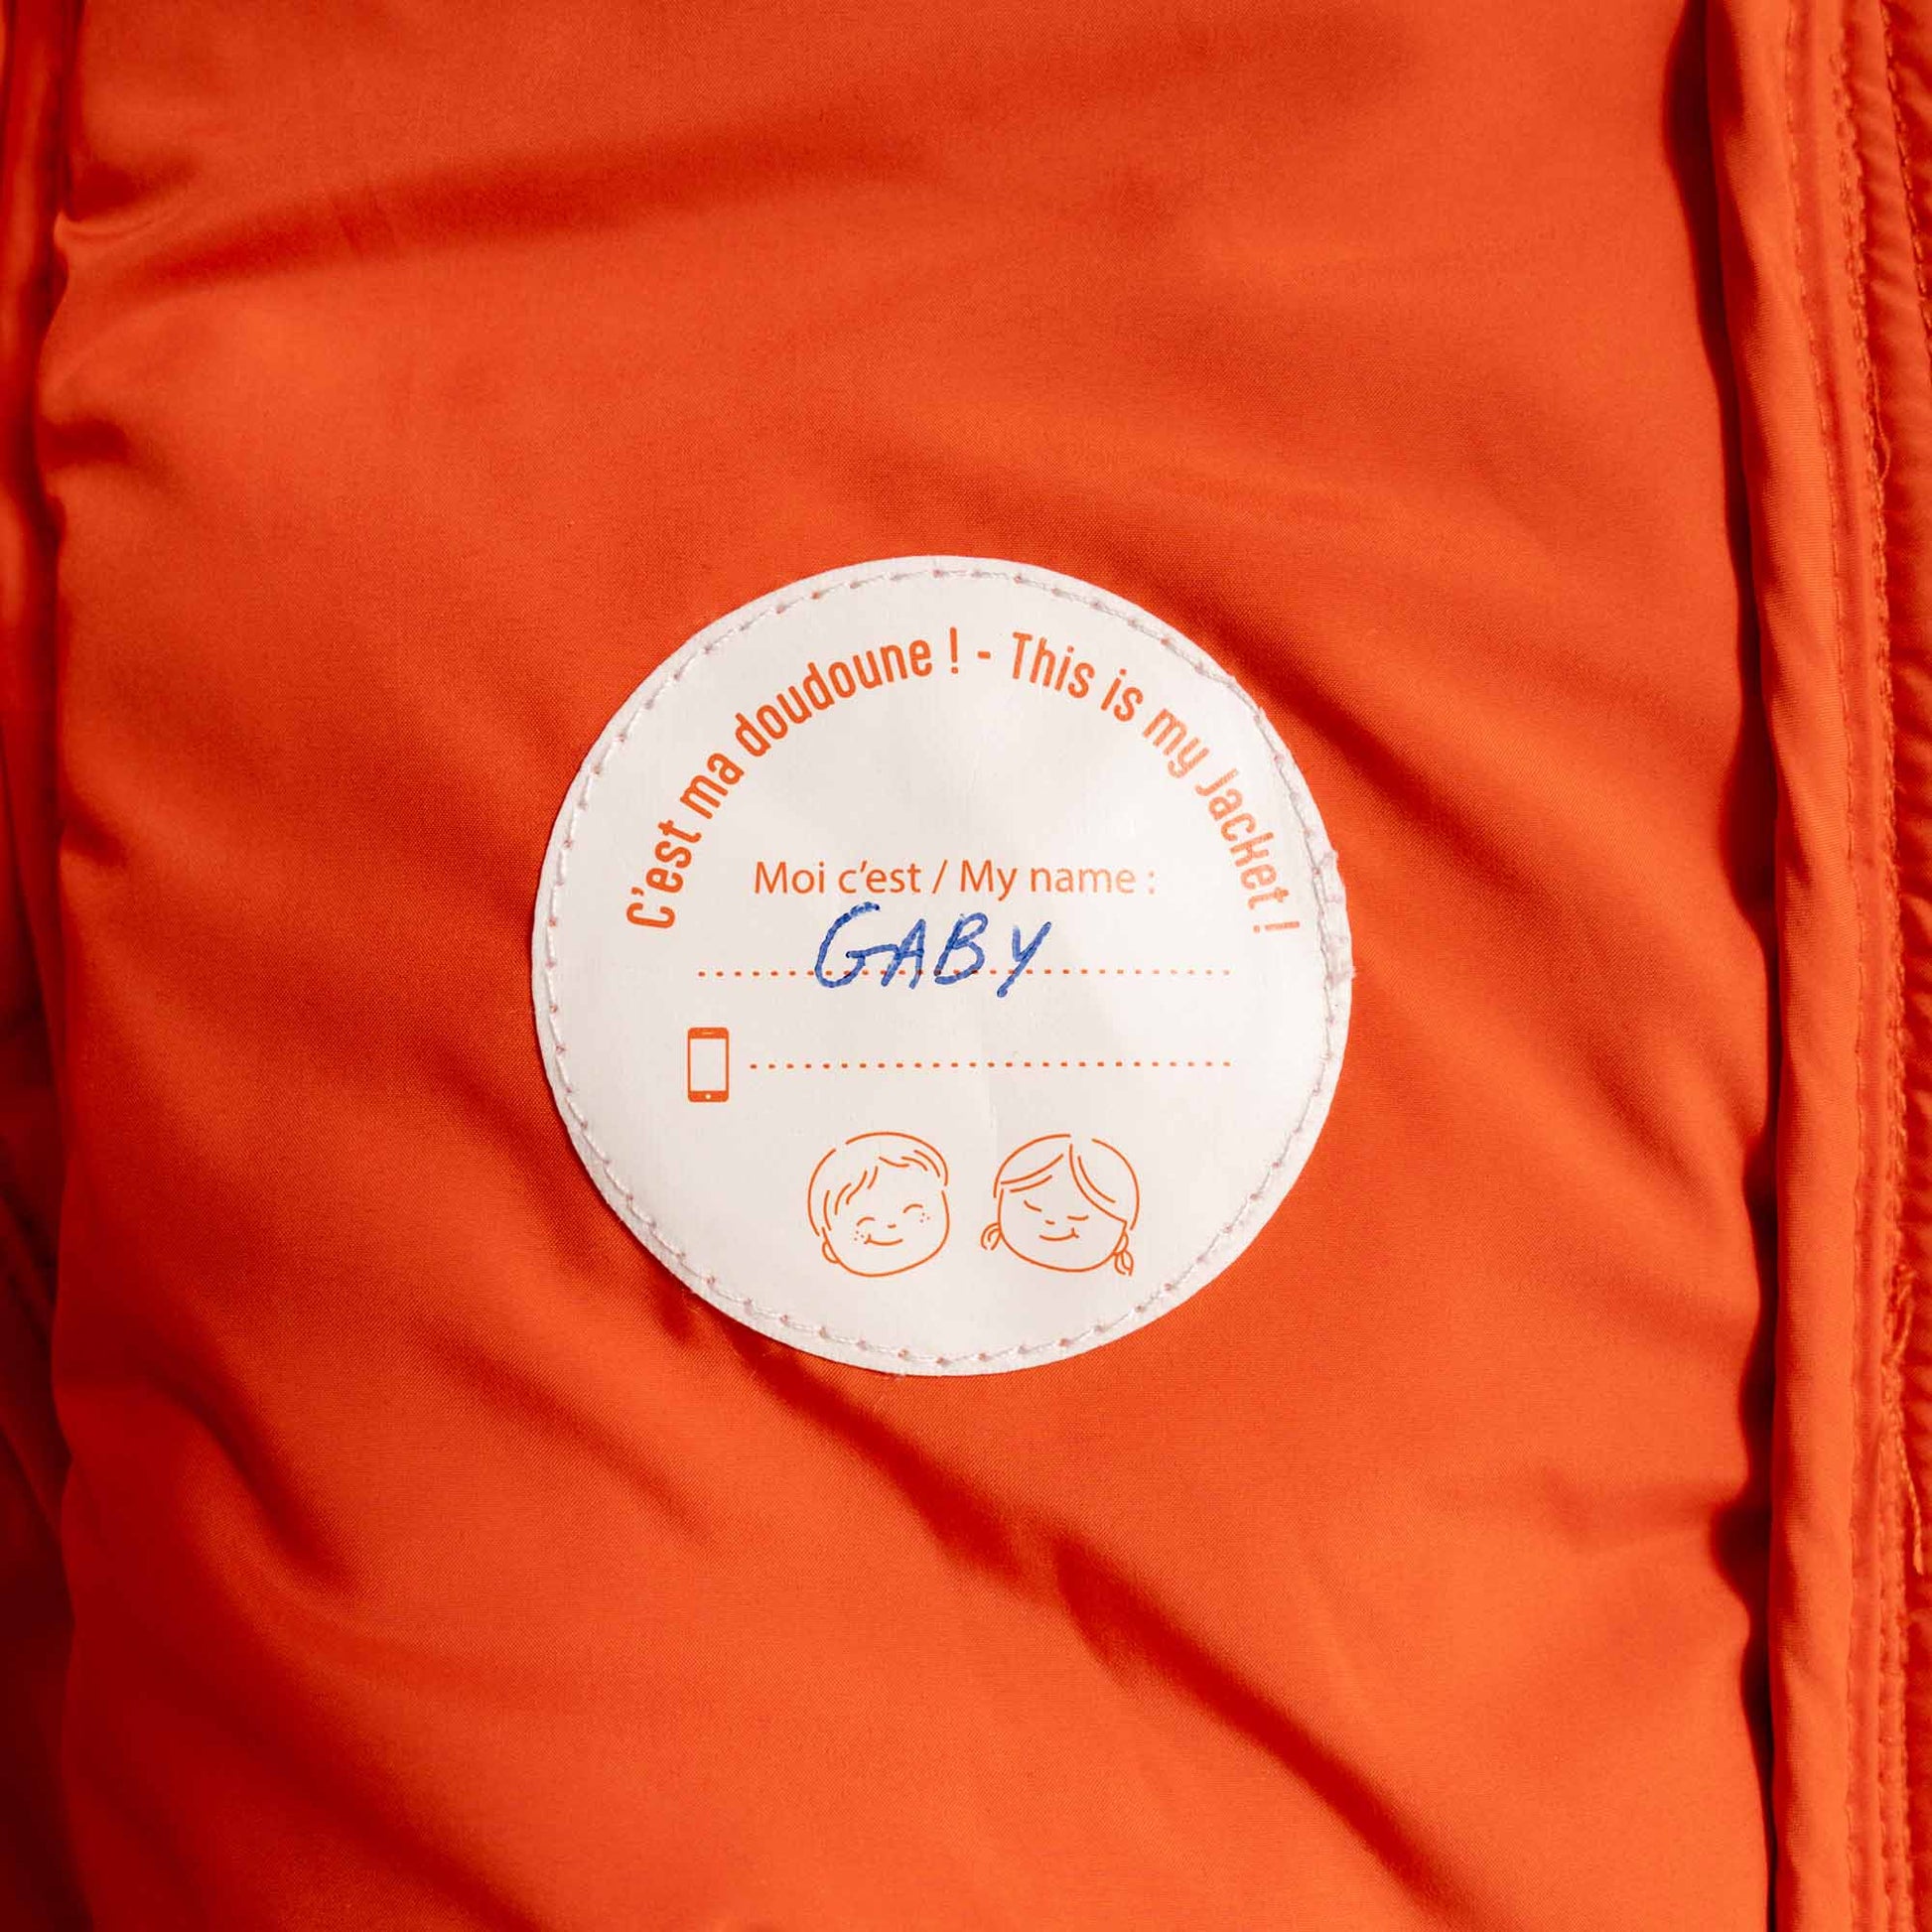 C'est ma doudoune ! - This is my Jacket !
Moi c'est / My name :
GABY